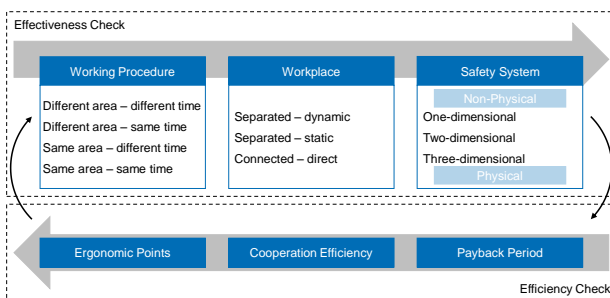 Effectiveness Check
Working Procedure
Different area – different time
Different area – same time
Same area – different time
Same area – same time
Workplace
Separated – dynamic
Separated – static
Connected – direct
Safety System
Non-Physical
One-dimensional
Two-dimensional
Three-dimensional
Physical
Ergonomic Points
Cooperation Efficiency
Payback Period
Efficiency Check